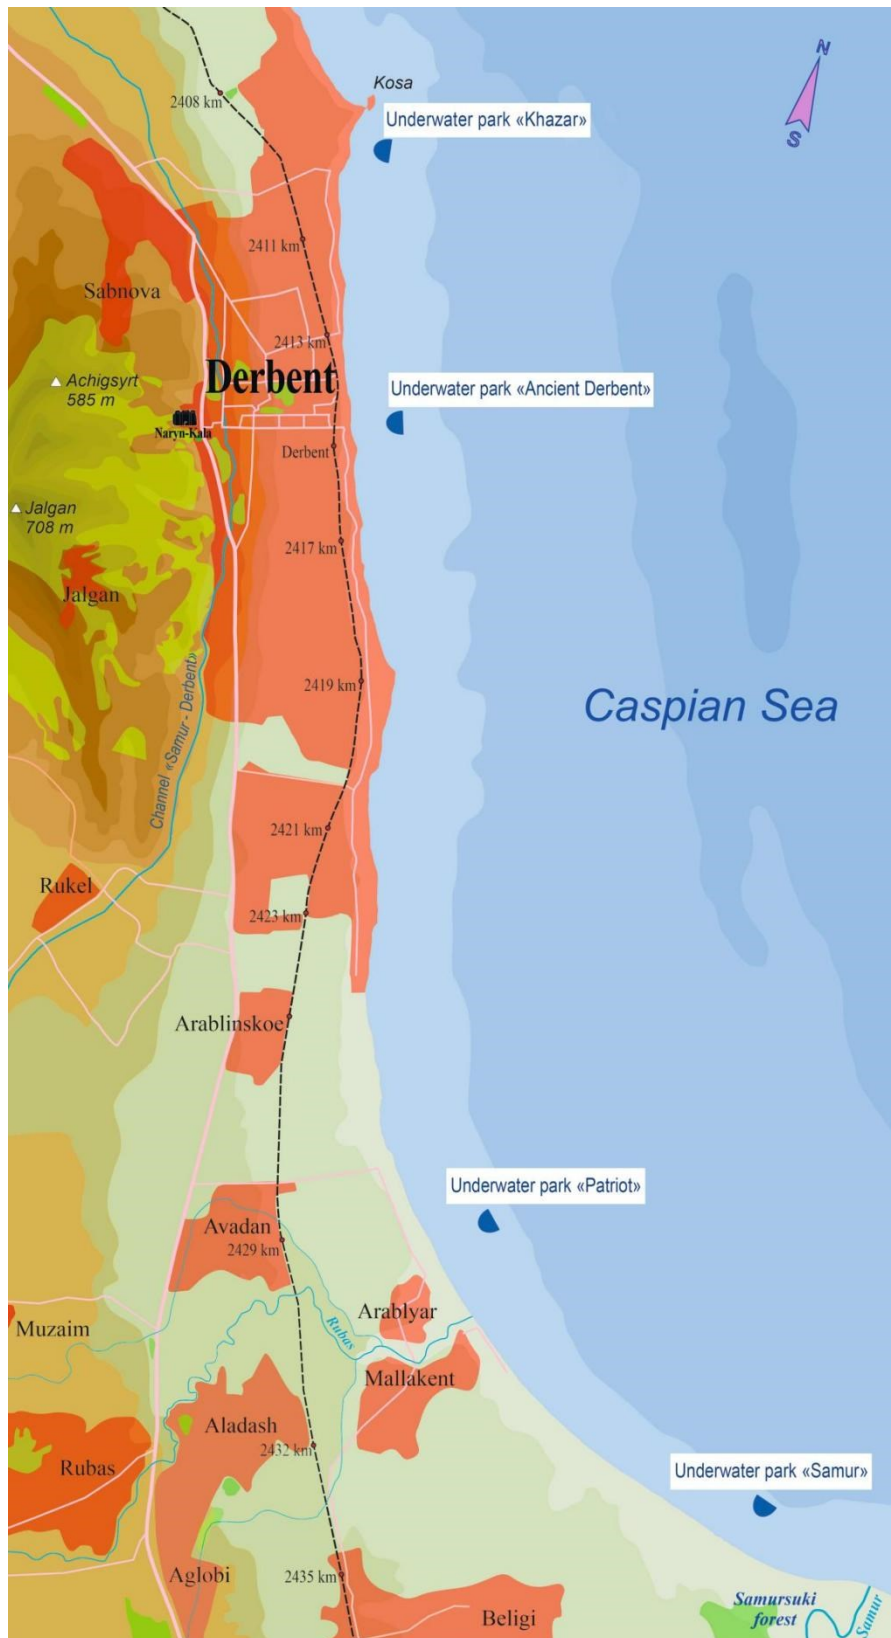 N
S
Kosa
2408 km
Underwater park «Khazar»
2411 km
Sabnova
2413 km
Derbent
Achigsyrt
585 m
Underwater park «Ancient Derbent»
Naryn-Kala
Derbent
Jalgan
708 m
2417 km
Jalgan
2419 km
Caspian Sea
Channel «Samur - Derbent»
2421 km
Rukel
2423 km
Arablinskoe
Underwater park «Patriot»
Avadan
2429 km
Arablyar
Muzaim
Rubas
Mallakent
Aladash
2432 km
Rubas
Underwater park «Samur»
Aglobi
2435 km
Beligi
Samursuki
forest
Samur